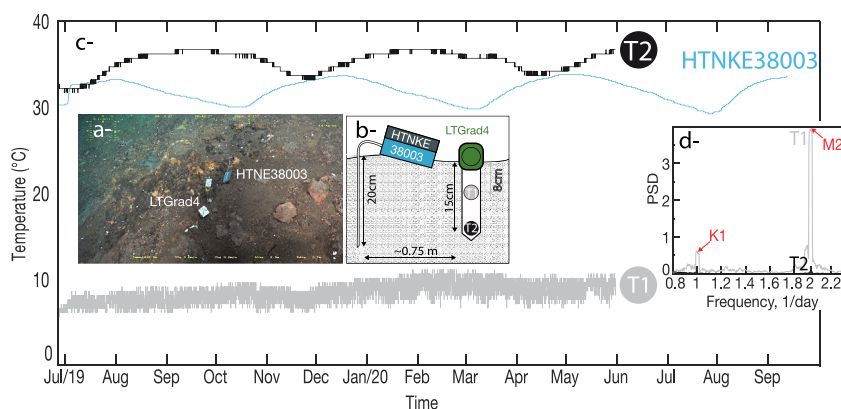 40
30
20
10
0
Temperature (°C)
c-
T2
HTNKE38003
a-
HTNE38003
LTGrad4
b-
HTNKE
38003
LTGrad4
20cm
15cm
8cm
T2
~0.75 m
d-
T1
M2
K1
T2
PSD
3
2
1
0
0.8 1 1.2 1.4 1.6 1.8 2 2.2
Frequency, 1/day
T1
Jul/19 Aug Sep Oct Nov Dec Jan/20 Feb Mar Apr May Jun Jul Aug Sep
Time